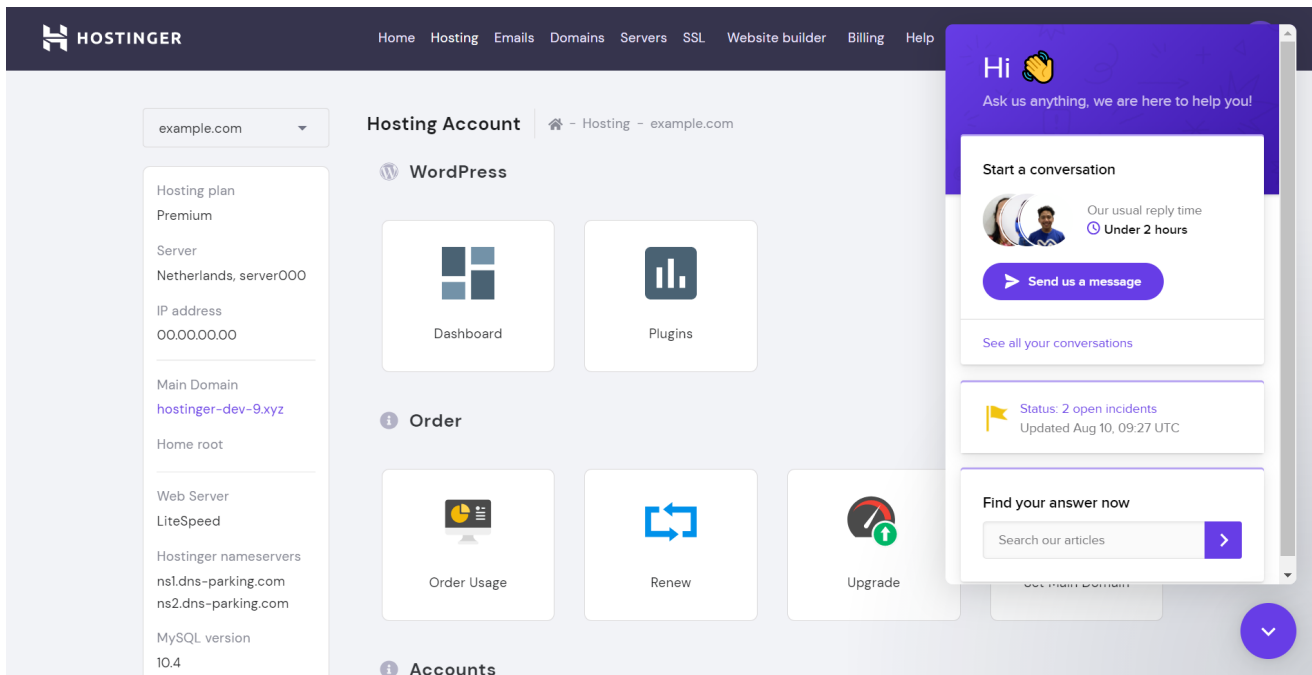 HOSTINGER
Home Hosting Emails Domains Servers SSL Website builder Billing Help
example.com
Hosting plan
Premium
Server
Netherlands, server000
IP address
00.00.00.00
Main Domain
hostinger-dev-9.xyz
Home root
Web Server
LiteSpeed
Hostinger nameservers
ns1.dns-parking.com
ns2.dns-parking.com
MySQL version
10.4
Hosting Account - Hosting - example.com
WordPress
Dashboard
Plugins
Order
Order Usage
Renew
Upgrade
Set Main Domain
Accounts
Hi 👋
Ask us anything, we are here to help you!
Start a conversation
Our usual reply time
Under 2 hours
Send us a message
See all your conversations
Status: 2 open incidents
Updated Aug 10, 09:27 UTC
Find your answer now
Search our articles